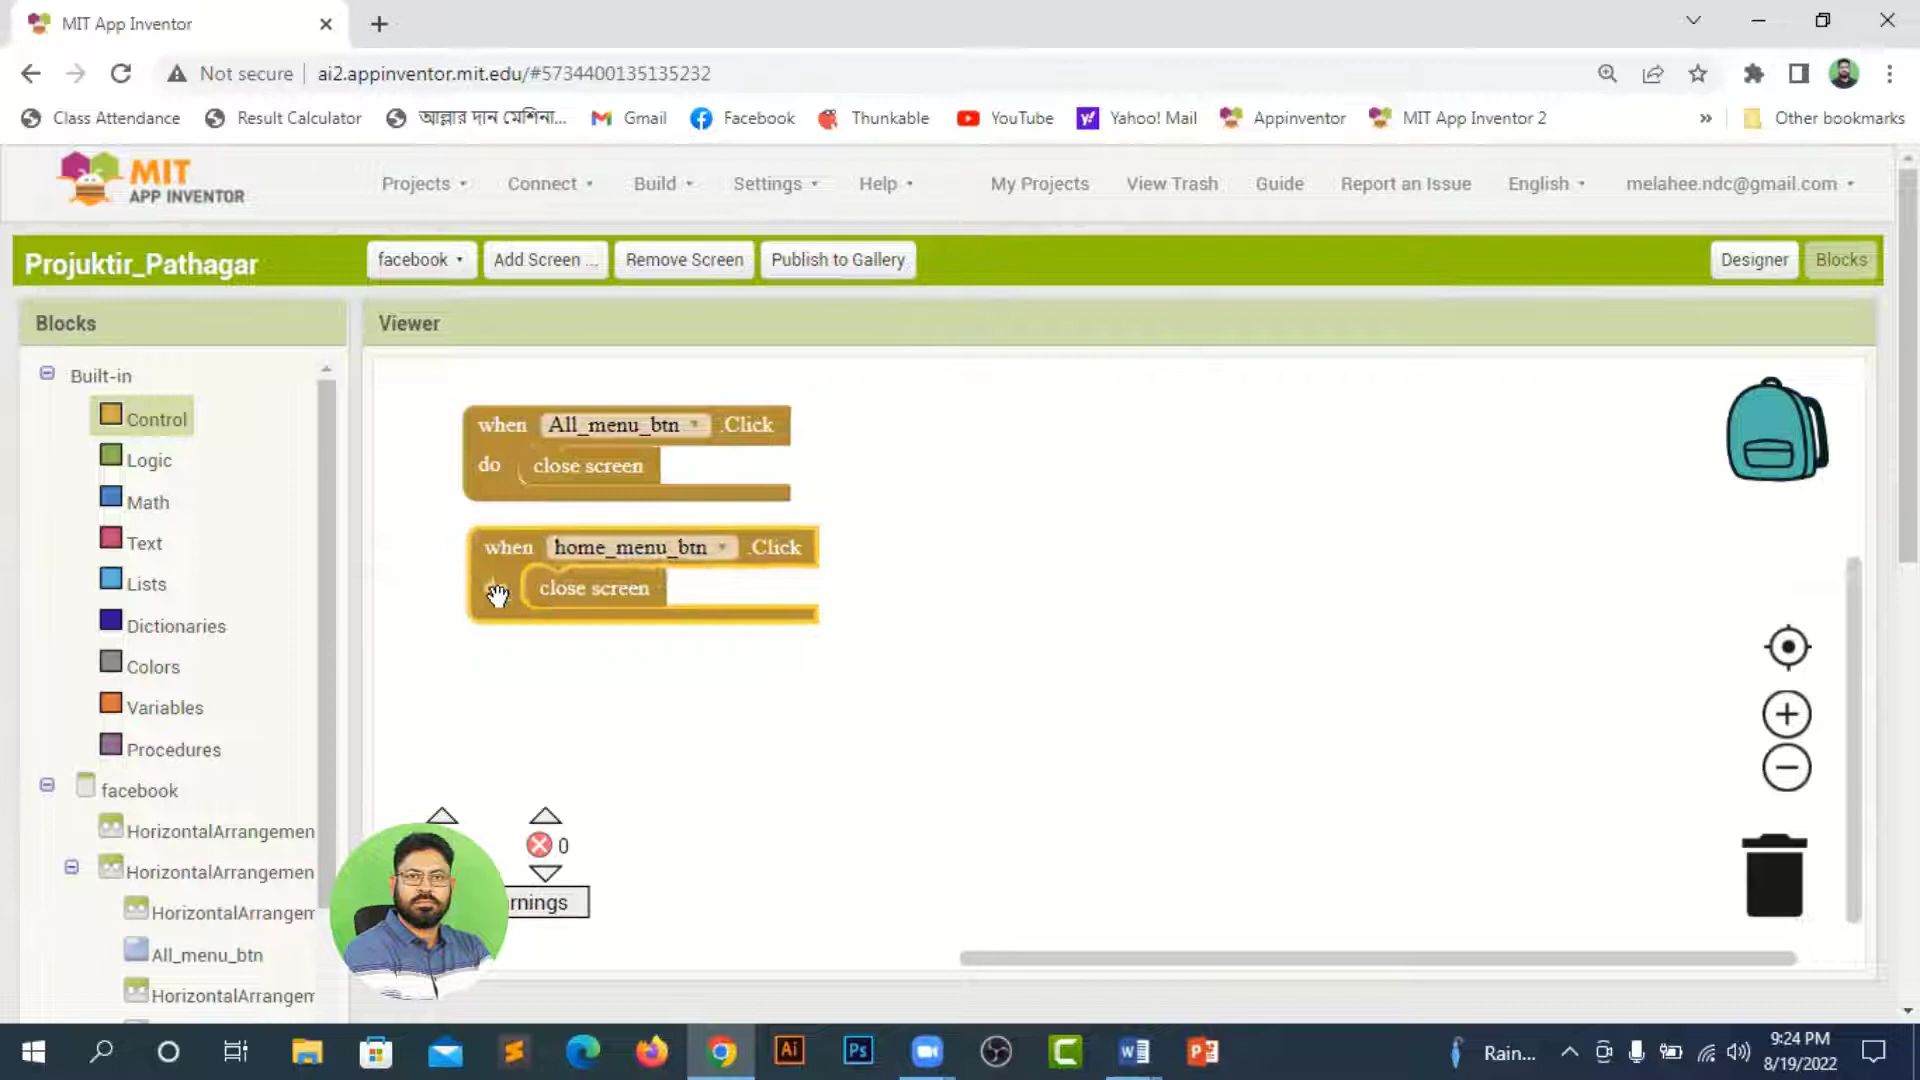 MIT App Inventor
Not secure
ai2.appinventor.mit.edu/#5734400135135232
Class Attendance
Result Calculator
আল্লার দান মেশিনা...
Gmail
Facebook
Thunkable
YouTube
Yahoo! Mail
Appinventor
MIT App Inventor 2
»
Other bookmarks
MIT
APP INVENTOR
Projects
Connect
Build
Settings
Help
My Projects
View Trash
Guide
Report an Issue
English
melahee.ndc@gmail.com
Projuktir_Pathagar
facebook
Add Screen ...
Remove Screen
Publish to Gallery
Designer
Blocks
Blocks
Viewer
Built-in
Control
Logic
Math
Text
Lists
Dictionaries
Colors
Variables
Procedures
facebook
HorizontalArrangemen
HorizontalArrangemen
HorizontalArrangem
All_menu_btn
HorizontalArrangem
when All_menu_btn .Click
do close screen
when home_menu_btn .Click
close screen
0
rnings
Ai
Ps
Rain...
9:24 PM
8/19/2022